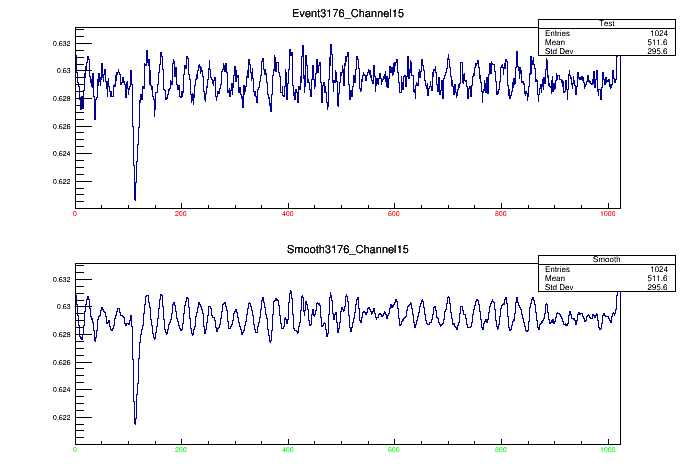 Event3176_Channel15
Test
Entries 1024
Mean 511.6
Std Dev 295.6
0.632
0.63
0.628
0.626
0.624
0.622
0 200 400 600 800 1000
Smooth3176_Channel15
Smooth
Entries 1024
Mean 511.6
Std Dev 295.6
0.632
0.63
0.628
0.626
0.624
0.622
0 200 400 600 800 1000